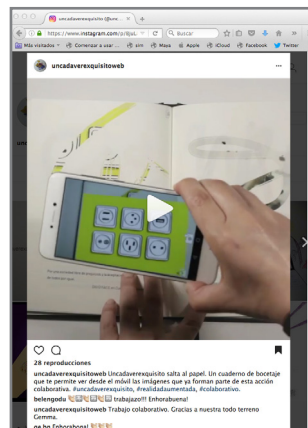 uncadaverexquisito (@unc...
https://www.instagram.com/p/BjuL
Buscar
Más visitados
Comenzar a usar ...
sim
Maya
Apple
iCloud
Facebook
Twitter
uncadaverexquisitoweb
28 reproducciones
uncadaverexquisitoweb Uncadaverexquisito salta al papel. Un cuaderno de bocetaje
que te permite ver desde el móvil las imágenes que ya forman parte de esta acción
colaborativa. #uncadaverexquisito, #realidadaumentada, #colaborativo.
belengodu trabajazo!!! Enhorabuena!
uncadaverexquisitoweb Trabajo colaborativo. Gracias a nuestra todo terreno
Gemma.